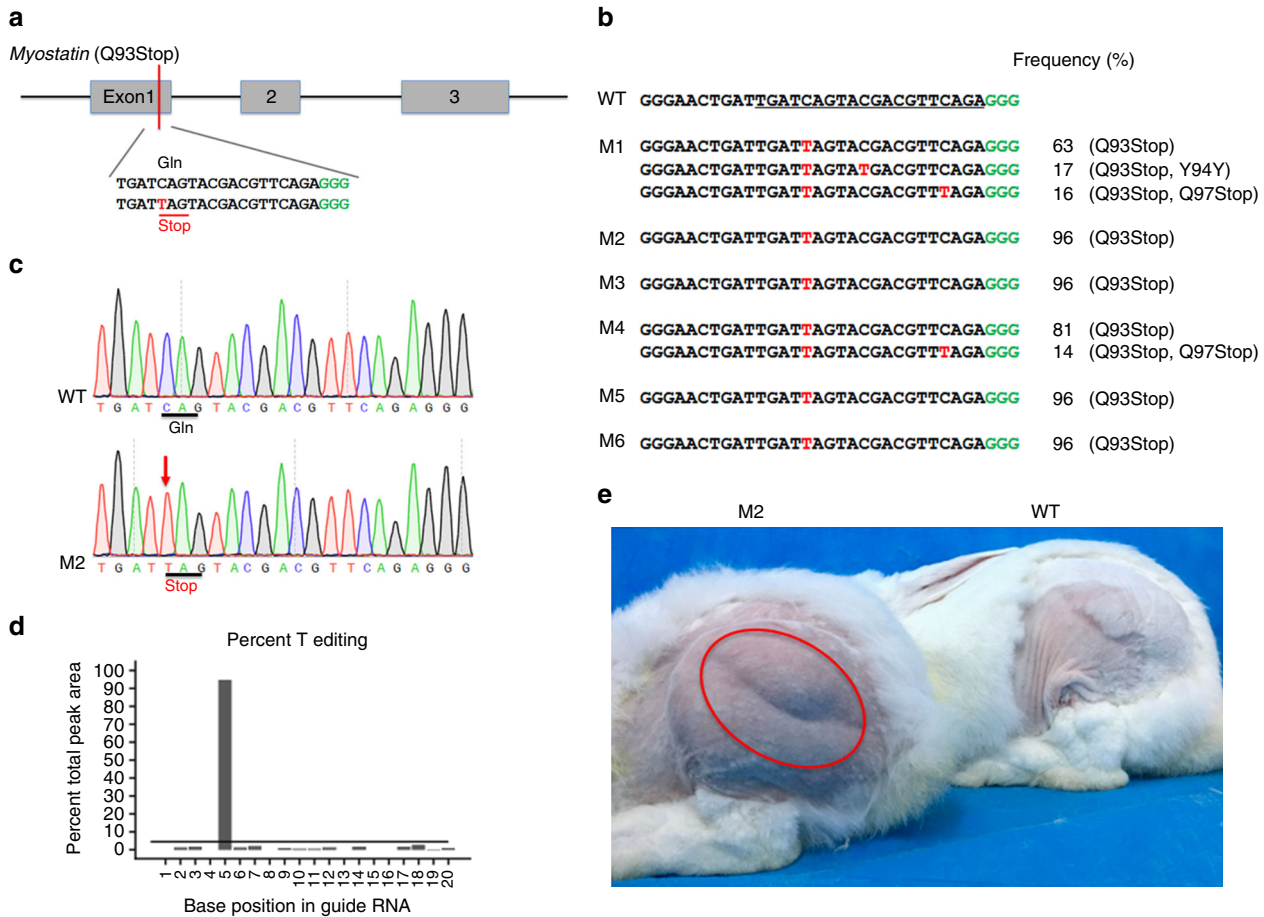 a
Myostatin (Q93Stop)
Exon1 2 3
Gln
TGATCAGTACGACGTTCAGAGGG
TGATTAGTACGACGTTCAGAGGG
Stop
b
Frequency (%)
WT GGGAACTGATTGATCAGTACGACGTTCAGAGGG
M1 GGGAACTGATTGATTAGTACGACGTTCAGAGGG 63 (Q93Stop)
GGGAACTGATTGATTAGTATGACGTTCAGAGGG 17 (Q93Stop, Y94Y)
GGGAACTGATTGATTAGTACGACGTTTAGAGGG 16 (Q93Stop, Q97Stop)
M2 GGGAACTGATTGATTAGTACGACGTTCAGAGGG 96 (Q93Stop)
M3 GGGAACTGATTGATTAGTACGACGTTCAGAGGG 96 (Q93Stop)
M4 GGGAACTGATTGATTAGTACGACGTTCAGAGGG 81 (Q93Stop)
GGGAACTGATTGATTAGTACGACGTTTAGAGGG 14 (Q93Stop, Q97Stop)
M5 GGGAACTGATTGATTAGTACGACGTTCAGAGGG 96 (Q93Stop)
M6 GGGAACTGATTGATTAGTACGACGTTCAGAGGG 96 (Q93Stop)
c
WT
T G A T C A G T A C G A C G T T C A G A G G G
Gln
M2
T G A T T A G T A C G A C G T T C A G A G G G
Stop
d
Percent T editing
Percent total peak area
100
90
80
70
60
50
40
30
20
10
0
1 2 3 4 5 6 7 8 9 10 11 12 13 14 15 16 17 18 19 20
Base position in guide RNA
e
M2 WT